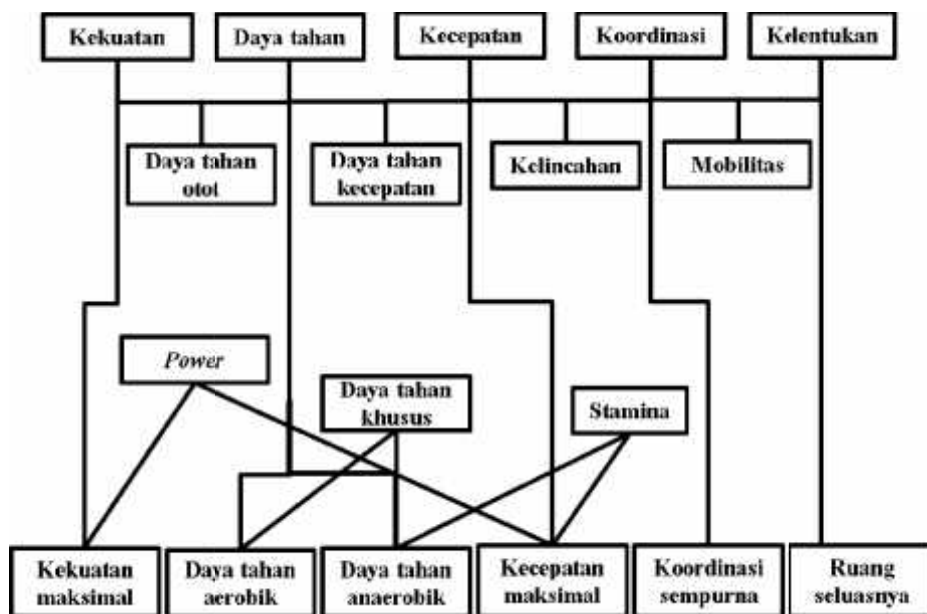 Kekuatan
Daya tahan
Kecepatan
Koordinasi
Kelentukan
Daya tahan
otot
Daya tahan
kecepatan
Kelincahan
Mobilitas
Power
Daya tahan
khusus
Stamina
Kekuatan
maksimal
Daya tahan
aerobik
Daya tahan
anaerobik
Kecepatan
maksimal
Koordinasi
sempurna
Ruang
seluasnya